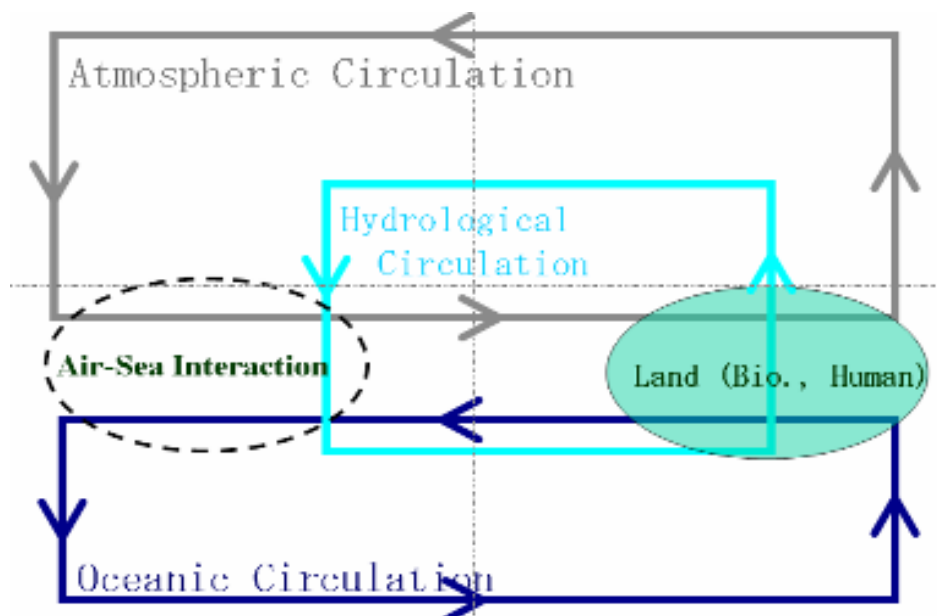 Atmospheric Circulation
Hydrological
Circulation
Air-Sea Interaction
Land (Bio., Human)
Oceanic Circulation